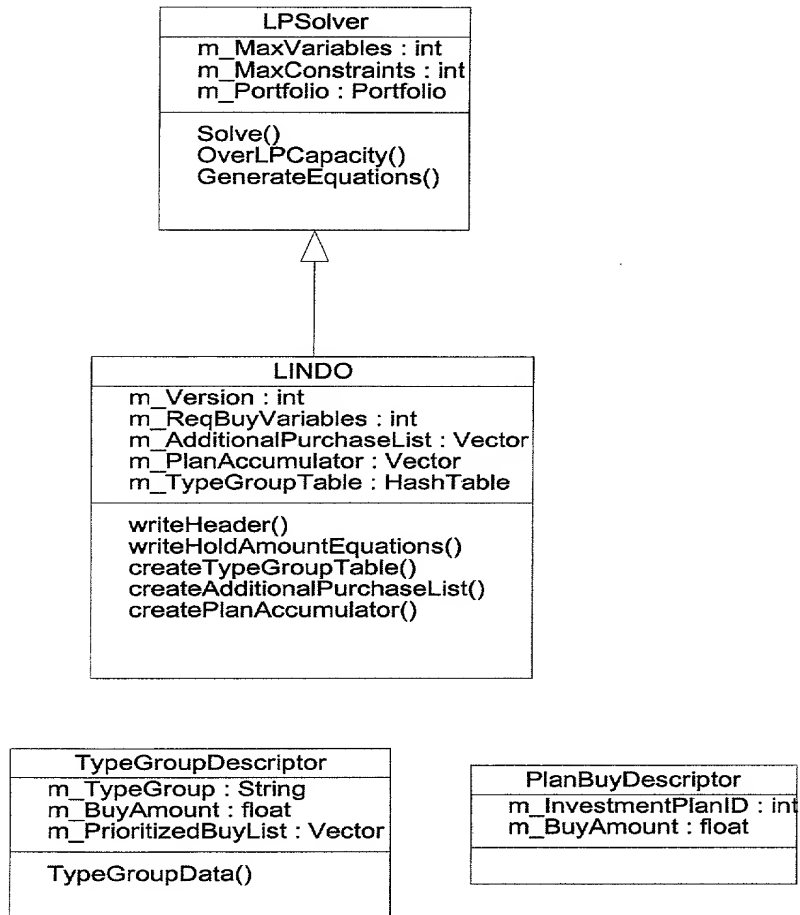 LPSolver
m_MaxVariables : int
m_MaxConstraints : int
m_Portfolio : Portfolio
Solve()
OverLPCapacity()
GenerateEquations()
LINDO
m_Version : int
m_ReqBuyVariables : int
m_AdditionalPurchaseList : Vector
m_PlanAccumulator : Vector
m_TypeGroupTable : HashTable
writeHeader()
writeHoldAmountEquations()
createTypeGroupTable()
createAdditionalPurchaseList()
createPlanAccumulator()
TypeGroupDescriptor
m_TypeGroup : String
m_BuyAmount : float
m_PrioritizedBuyList : Vector
TypeGroupData()
PlanBuyDescriptor
m_InvestmentPlanID : int
m_BuyAmount : float